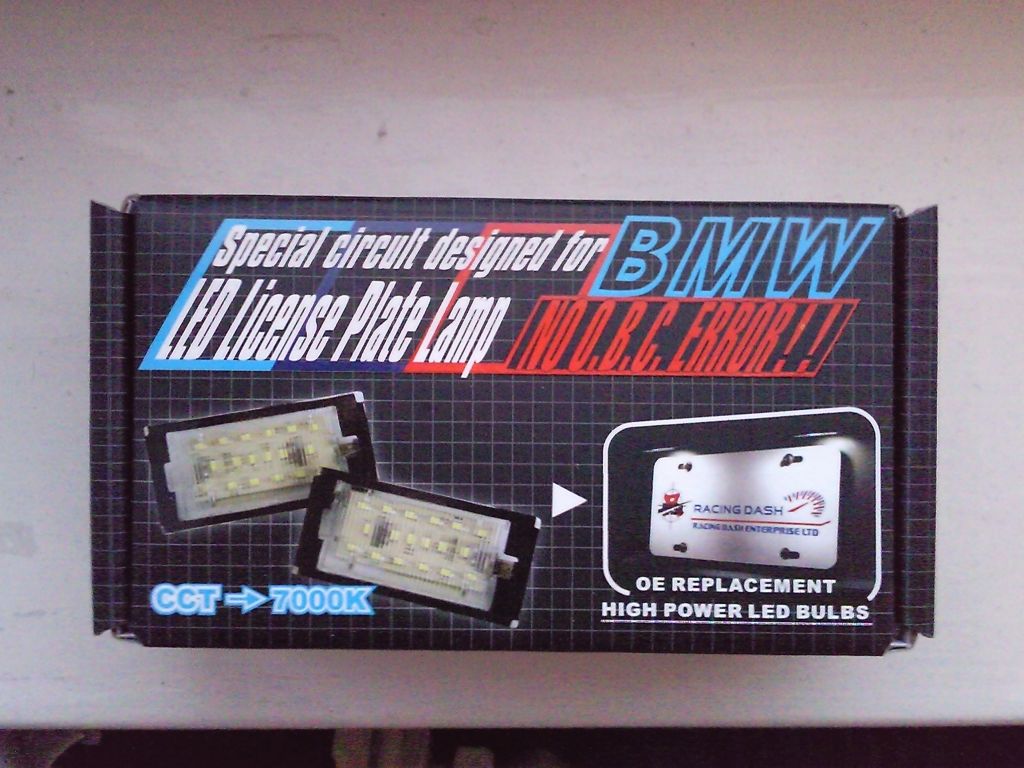 Special circuit designed for BMW
LED License Plate Lamp NO O.B.C. ERROR!!
RACING DASH
RACING DASH ENTERPRISE LTD
CCT → 7000K
OE REPLACEMENT
HIGH POWER LED BULBS